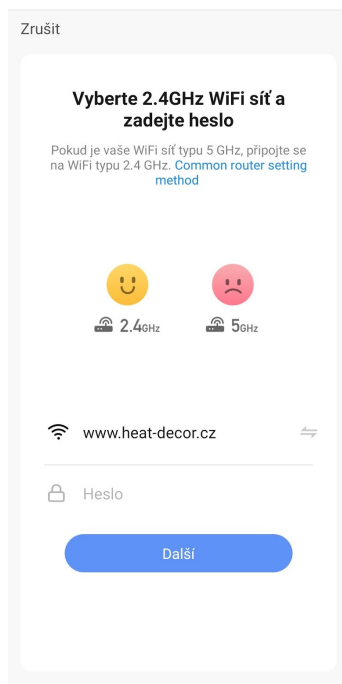 Zrušit
Vyberte 2.4GHz WiFi síť a
zadejte heslo
Pokud je vaše WiFi síť typu 5 GHz, připojte se
na WiFi typu 2.4 GHz. Common router setting
method
2.4GHz 5GHz
www.heat-decor.cz
Heslo
Další